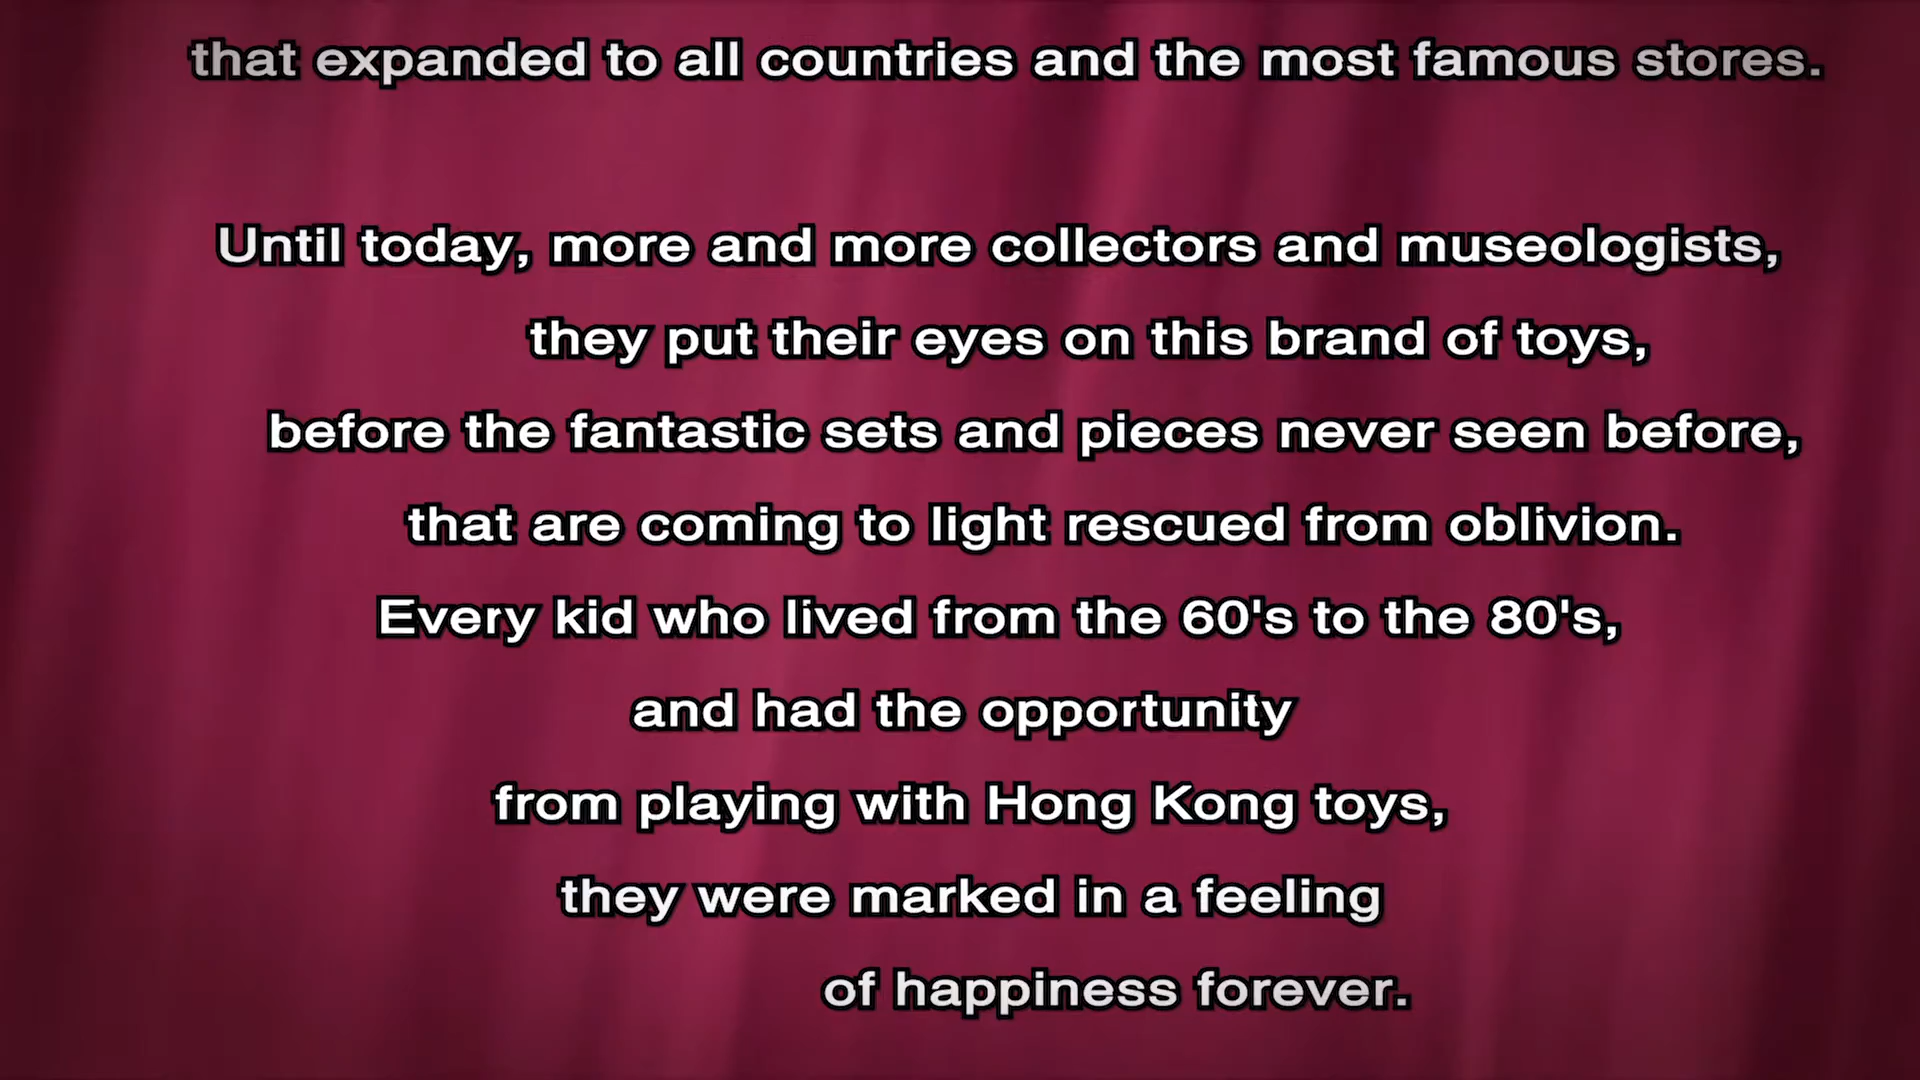 that expanded to all countries and the most famous stores.
Until today, more and more collectors and museologists,
they put their eyes on this brand of toys,
before the fantastic sets and pieces never seen before,
that are coming to light rescued from oblivion.
Every kid who lived from the 60's to the 80's,
and had the opportunity
from playing with Hong Kong toys,
they were marked in a feeling
of happiness forever.